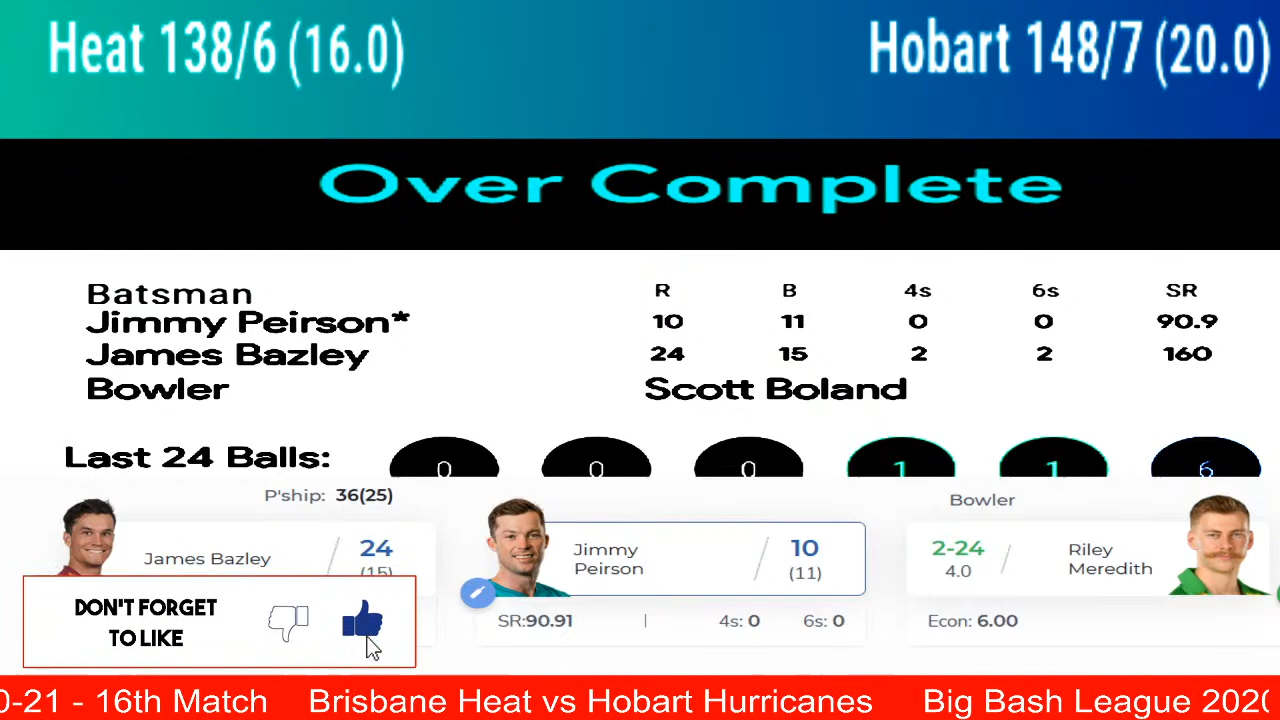 Heat 138/6 (16.0)
Hobart 148/7 (20.0)
Over Complete
Batsman R B 4s 6s SR
Jimmy Peirson* 10 11 0 0 90.9
James Bazley 24 15 2 2 160
Bowler Scott Boland
Last 24 Balls: 0 0 0 1 1 6
P'ship: 36(25)
James Bazley
24
(15)
Jimmy
Peirson
10
(11)
SR:90.91 | 4s: 0 6s: 0
Bowler
2-24
4.0
Riley
Meredith
Econ: 6.00
DON'T FORGET
TO LIKE
0-21 - 16th Match Brisbane Heat vs Hobart Hurricanes Big Bash League 2020